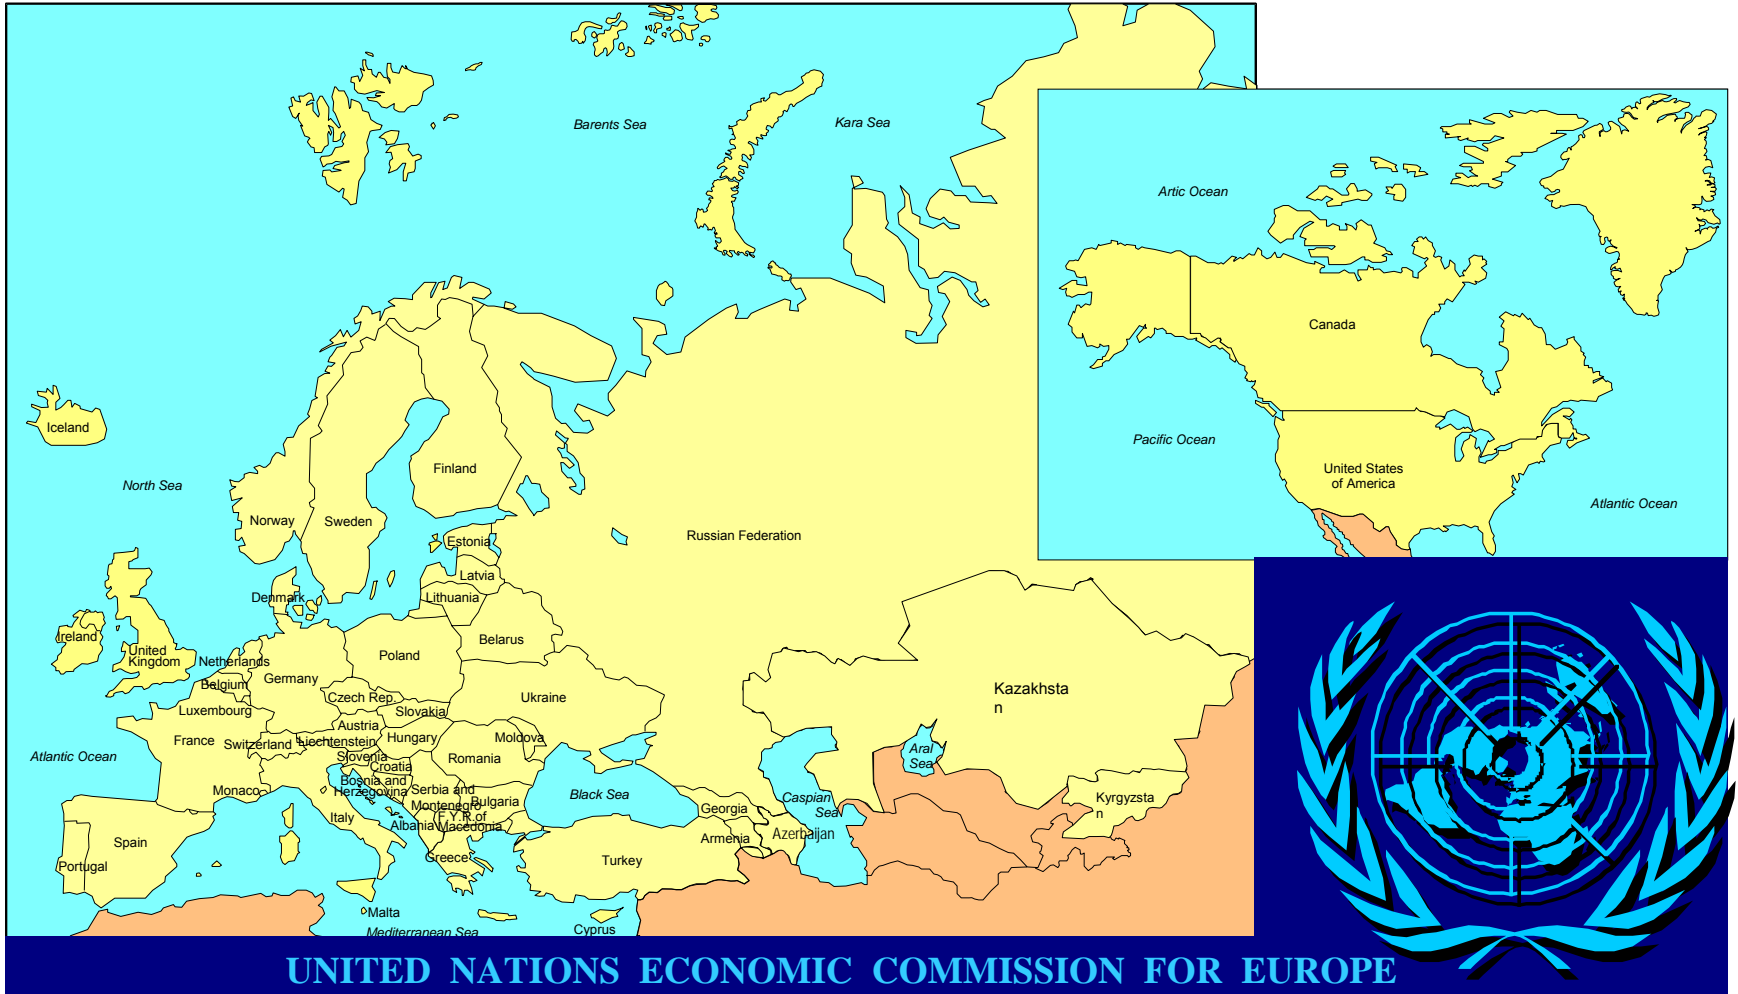 Barents Sea
Kara Sea
Artic Ocean
Canada
Iceland
Pacific Ocean
Finland
United States
of America
North Sea
Atlantic Ocean
Norway
Sweden
Russian Federation
Estonia
Latvia
Denmark
Lithuania
Ireland
Belarus
United
Kingdom
Netherlands
Poland
Germany
Belgium
Czech Rep.
Ukraine
Kazakhsta
n
Luxembourg
Slovakia
Austria
France
Switzerland
Liechtenstein
Hungary
Moldova
Atlantic Ocean
Slovenia
Romania
Aral
Sea
Croatia
Bosnia and
Herzegovina
Serbia and
Montenegro
Monaco
Bulgaria
Black Sea
Caspian
Sea
Kyrgyzsta
n
Georgia
Italy
F.Y.R.of
Macedonia
Albania
Azerbaijan
Armenia
Spain
Greece
Turkey
Portugal
Malta
Mediterranean Sea
Cyprus
UNITED NATIONS ECONOMIC COMMISSION FOR EUROPE